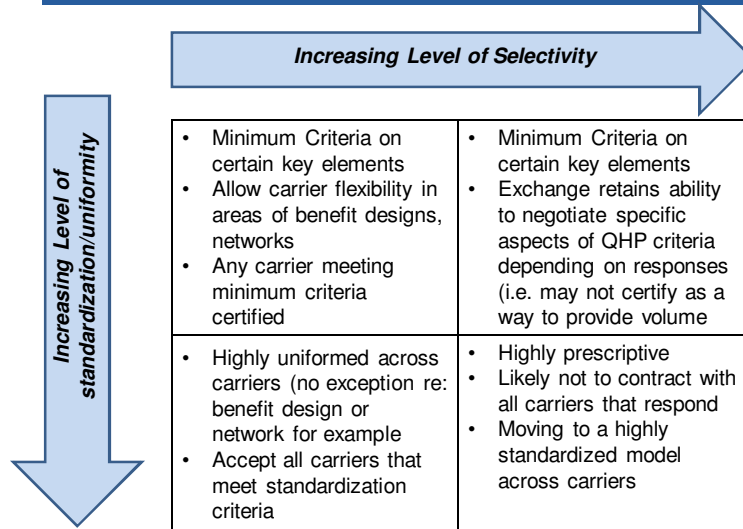 Increasing Level of Selectivity
Increasing Level of
standardization/uniformity
• Minimum Criteria on
certain key elements
• Allow carrier flexibility in
areas of benefit designs,
networks
• Any carrier meeting
minimum criteria
certified
• Minimum Criteria on
certain key elements
• Exchange retains ability
to negotiate specific
aspects of QHP criteria
depending on responses
(i.e. may not certify as a
way to provide volume
• Highly uniformed across
carriers (no exception re:
benefit design or
network for example
• Accept all carriers that
meet standardization
criteria
• Highly prescriptive
• Likely not to contract with
all carriers that respond
• Moving to a highly
standardized model
across carriers